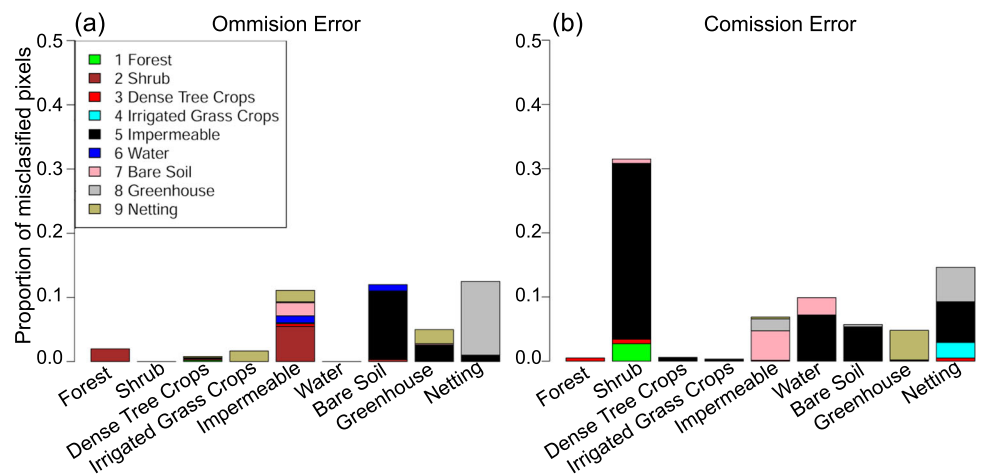 (a) Ommision Error
Proportion of misclassified pixels
0.5
0.4
0.3
0.2
0.1
0.0
1 Forest
2 Shrub
3 Dense Tree Crops
4 Irrigated Grass Crops
5 Impermeable
6 Water
7 Bare Soil
8 Greenhouse
9 Netting
Forest
Shrub
Dense Tree Crops
Irrigated Grass Crops
Impermeable
Water
Bare Soil
Greenhouse
Netting
(b) Comission Error
0.5
0.4
0.3
0.2
0.1
0.0
Forest
Shrub
Dense Tree Crops
Irrigated Grass Crops
Impermeable
Water
Bare Soil
Greenhouse
Netting